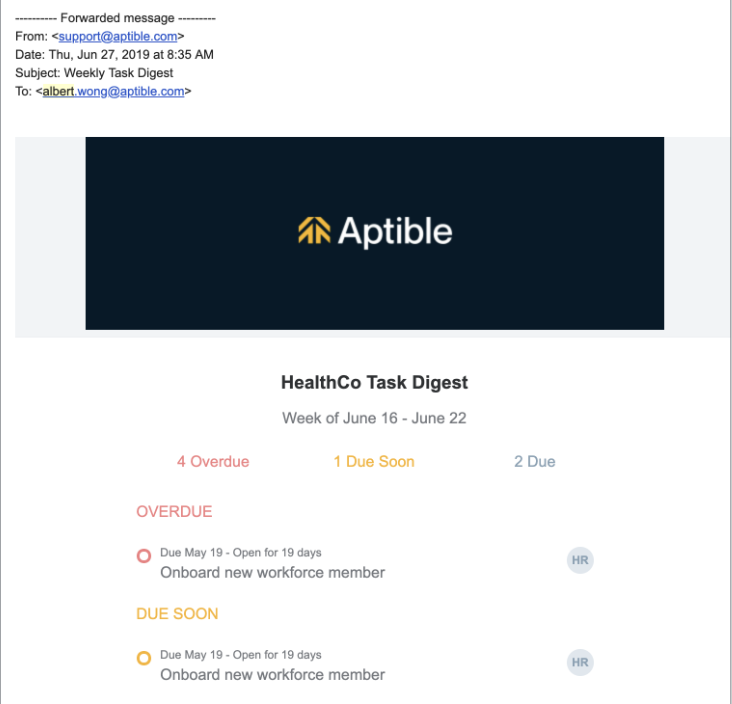 ---------- Forwarded message ---------
From: <support@aptible.com>
Date: Thu, Jun 27, 2019 at 8:35 AM
Subject: Weekly Task Digest
To: <albert.wong@aptible.com>
Aptible
HealthCo Task Digest
Week of June 16 - June 22
4 Overdue 1 Due Soon 2 Due
OVERDUE
Due May 19 - Open for 19 days
Onboard new workforce member
HR
DUE SOON
Due May 19 - Open for 19 days
Onboard new workforce member
HR